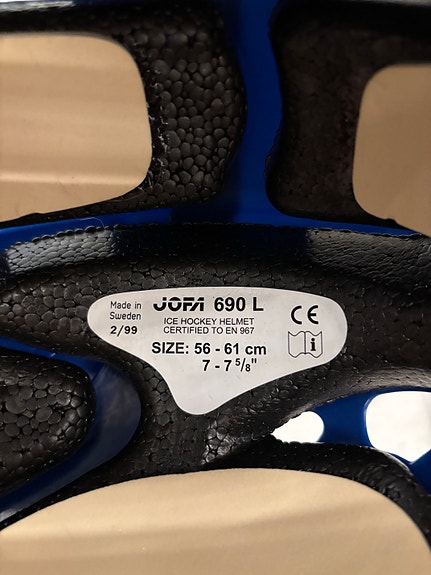 Made in
Sweden
2/99
JOFA 690 L
ICE HOCKEY HELMET
CERTIFIED TO EN 967
SIZE: 56 - 61 cm
7 - 7 5/8"
CE
i